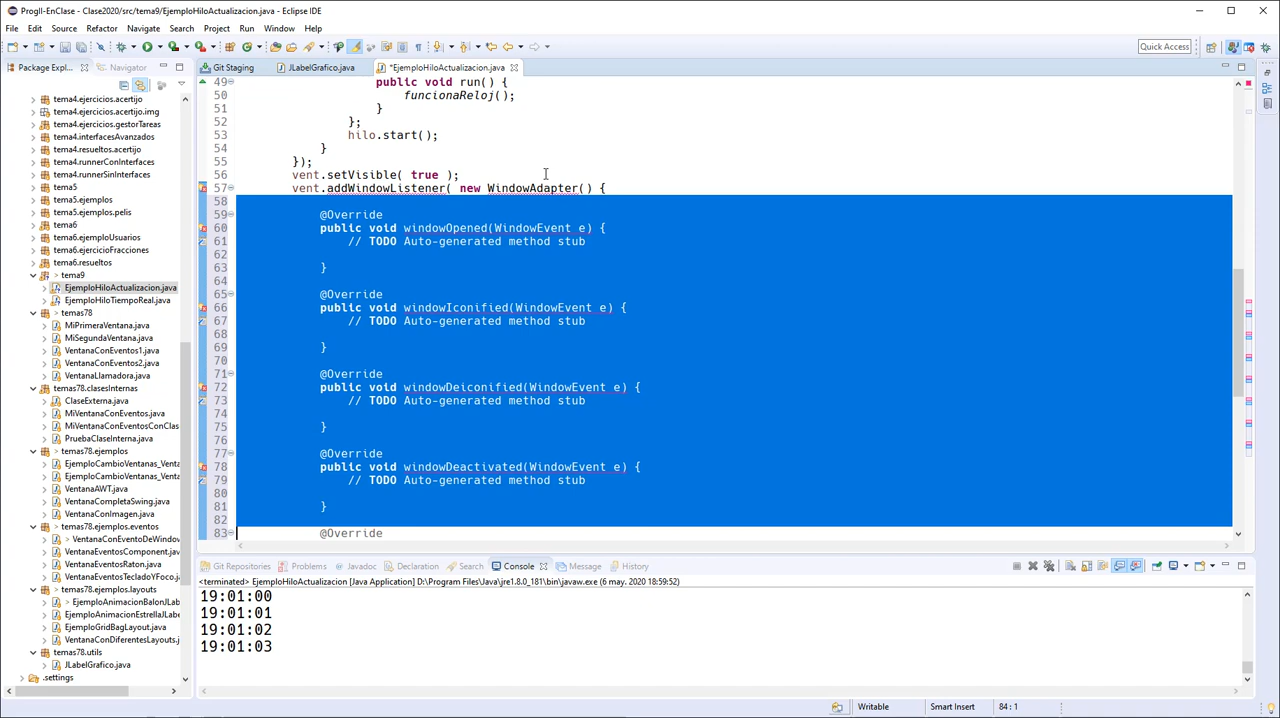 ProgII-EnClase - Clase2020/src/tema9/EjemploHiloActualizacion.java - Eclipse IDE
File Edit Source Refactor Navigate Search Project Run Window Help
Quick Access
Package Expl... Navigator
Git Staging JLabelGrafico.java *EjemploHiloActualizacion.java
tema4.ejercicios.acertijo
tema4.ejercicios.acertijo.img
tema4.ejercicios.gestorTareas
tema4.interfacesAvanzados
tema4.ejercicios.acertijo
tema4.runnerConInterfaces
tema4.runnerSinInterfaces
tema5
tema5.ejemplos
tema5.ejemplos.pelis
tema6
tema6.ejemploUsuarios
tema6.ejercicioFracciones
tema6.resueltos
> tema9
EjemploHiloActualizacion.java
EjemploHiloTiempoReal.java
temas78
MiPrimeraVentana.java
MiSegundaVentana.java
VentanaConEventos1.java
VentanaConEventos2.java
VentanaLlamadora.java
temas78.clasesInternas
ClaseExterna.java
MiVentanaConEventos.java
MiVentanaConEventosConClas
PruebaClaseInterna.java
temas78.ejemplos
EjemploCambioVentanas_Venta
EjemploCambioVentanas_Venta
VentanaAWT.java
VentanaCompletaSwing.java
VentanaConImagen.java
temas78.ejemplos.eventos
> VentanaConEventoDeWindow
VentanaEventosComponent.java
VentanaEventosRaton.java
VentanaEventosTecladoYFoco.j
temas78.ejemplos.layouts
> EjemploAnimacionBalonJLab
EjemploAnimacionEstrellaJLabe
EjemploGridBagLayout.java
VentanaConDiferentesLayouts.j
temas78.utils
JLabelGrafico.java
.settings
49 public void run() {
50 funcionaReloj();
51 }
52 };
53 hilo.start();
54 }
55 });
56 vent.setVisible( true );
57 vent.addWindowListener( new WindowAdapter() {
58
59 @Override
60 public void windowOpened(WindowEvent e) {
61 // TODO Auto-generated method stub
62
63 }
64
65 @Override
66 public void windowIconified(WindowEvent e) {
67 // TODO Auto-generated method stub
68
69 }
70
71 @Override
72 public void windowDeiconified(WindowEvent e) {
73 // TODO Auto-generated method stub
74
75 }
76
77 @Override
78 public void windowDeactivated(WindowEvent e) {
79 // TODO Auto-generated method stub
80
81 }
82
83 @Override
Git Repositories Problems Javadoc Declaration Search Console Message History
<terminated> EjemploHiloActualizacion [Java Application] D:\Program Files\Java\jre1.8.0_181\bin\javaw.exe (6 may. 2020 18:59:52)
19:01:00
19:01:01
19:01:02
19:01:03
Writable Smart Insert 84 : 1